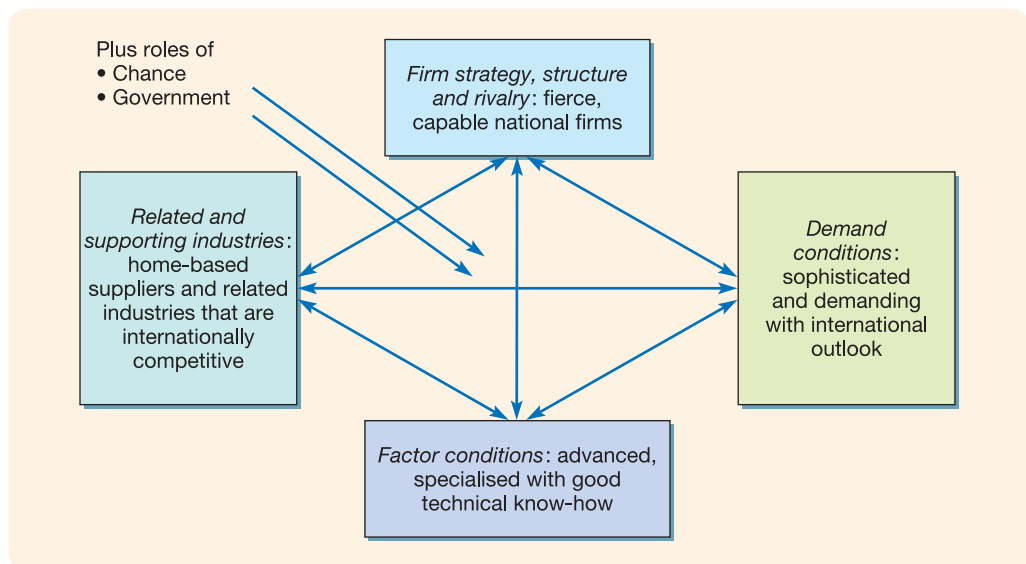 Plus roles of
• Chance
• Government
Firm strategy, structure
and rivalry: fierce,
capable national firms
Related and
supporting industries:
home-based
suppliers and related
industries that are
internationally
competitive
Demand
conditions:
sophisticated
and demanding
with international
outlook
Factor conditions: advanced,
specialised with good
technical know-how